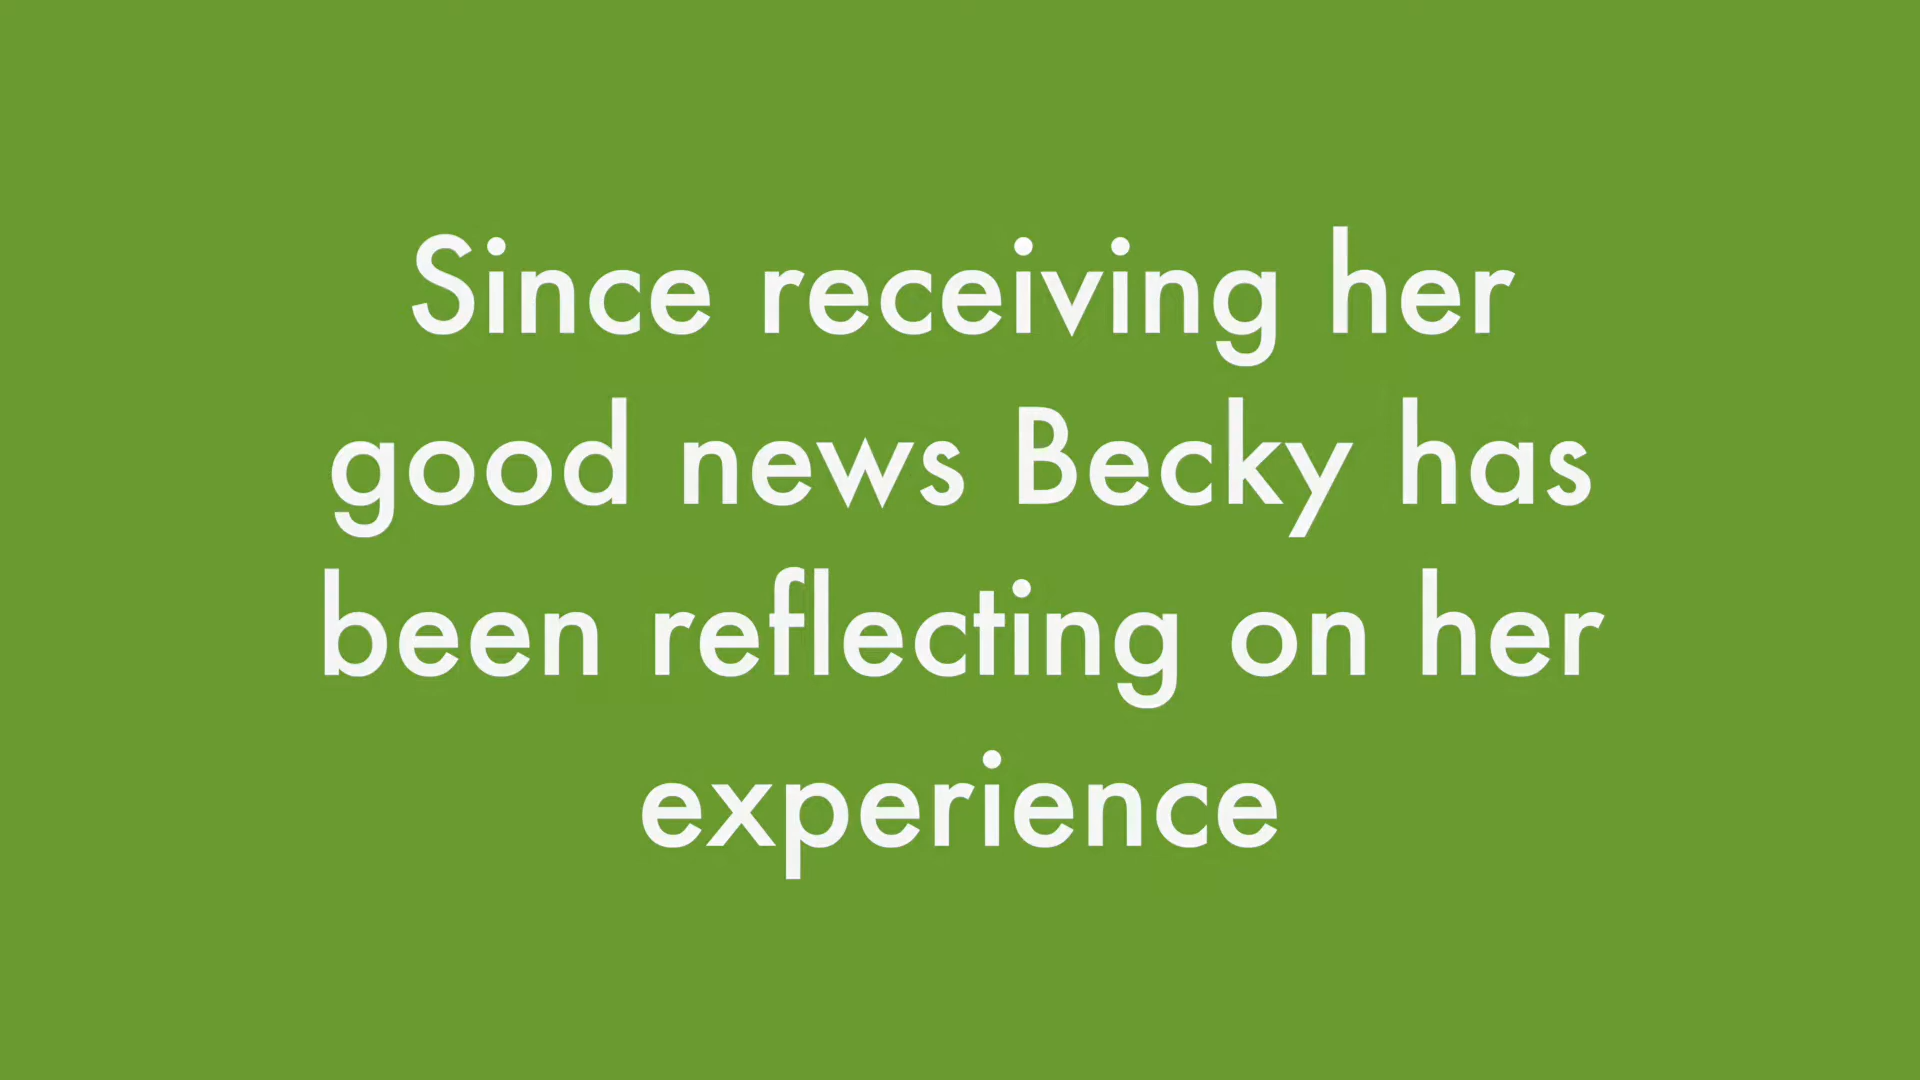 Since receiving her
good news Becky has
been reflecting on her
experience